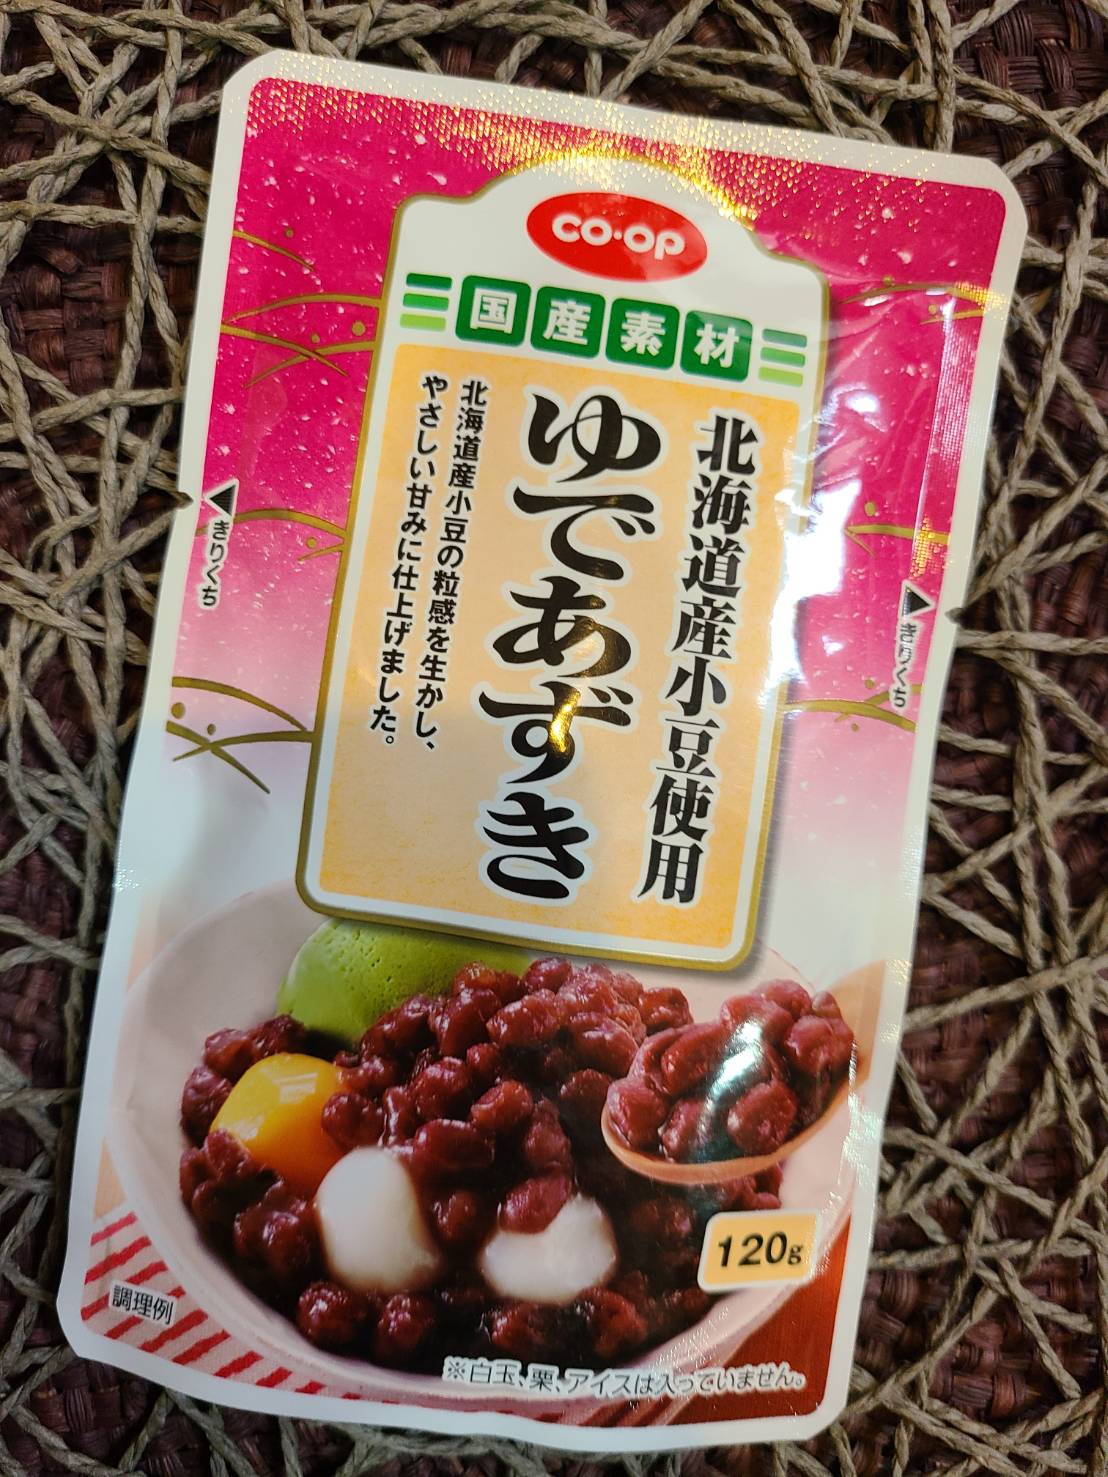 co·op
国産素材
北海道産小豆使用
ゆであずき
北海道産小豆の粒感を生かし、
やさしい甘みに仕上げました。
きりくち
きりくち
120g
調理例
※白玉、栗、アイスは入っていません。